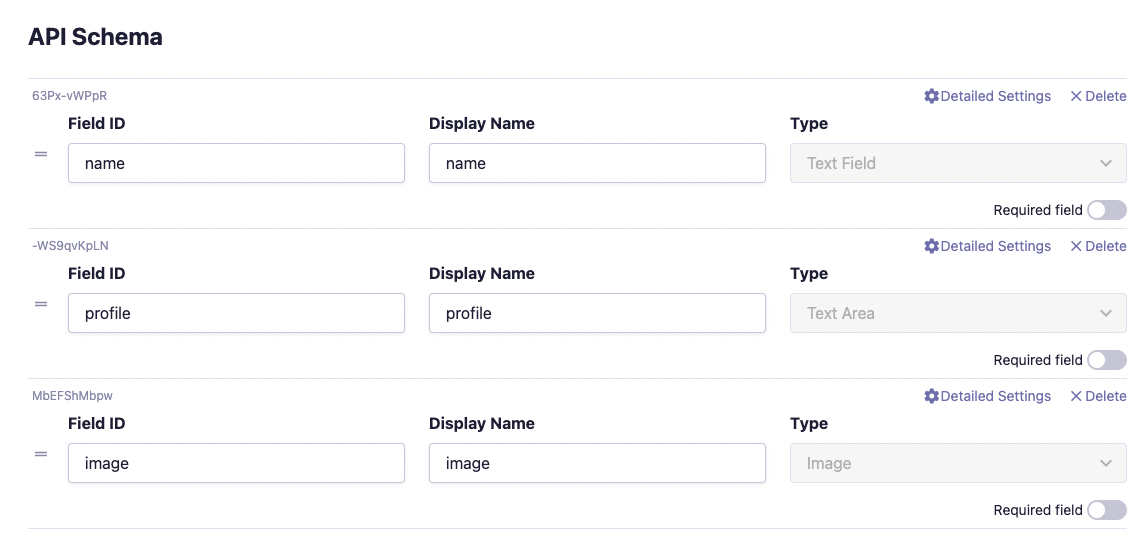 API Schema
63Px-vWPpR Detailed Settings Delete
Field ID Display Name Type
name name Text Field
Required field
-WS9qvKpLN Detailed Settings Delete
Field ID Display Name Type
profile profile Text Area
Required field
MbEFShMbpw Detailed Settings Delete
Field ID Display Name Type
image image Image
Required field